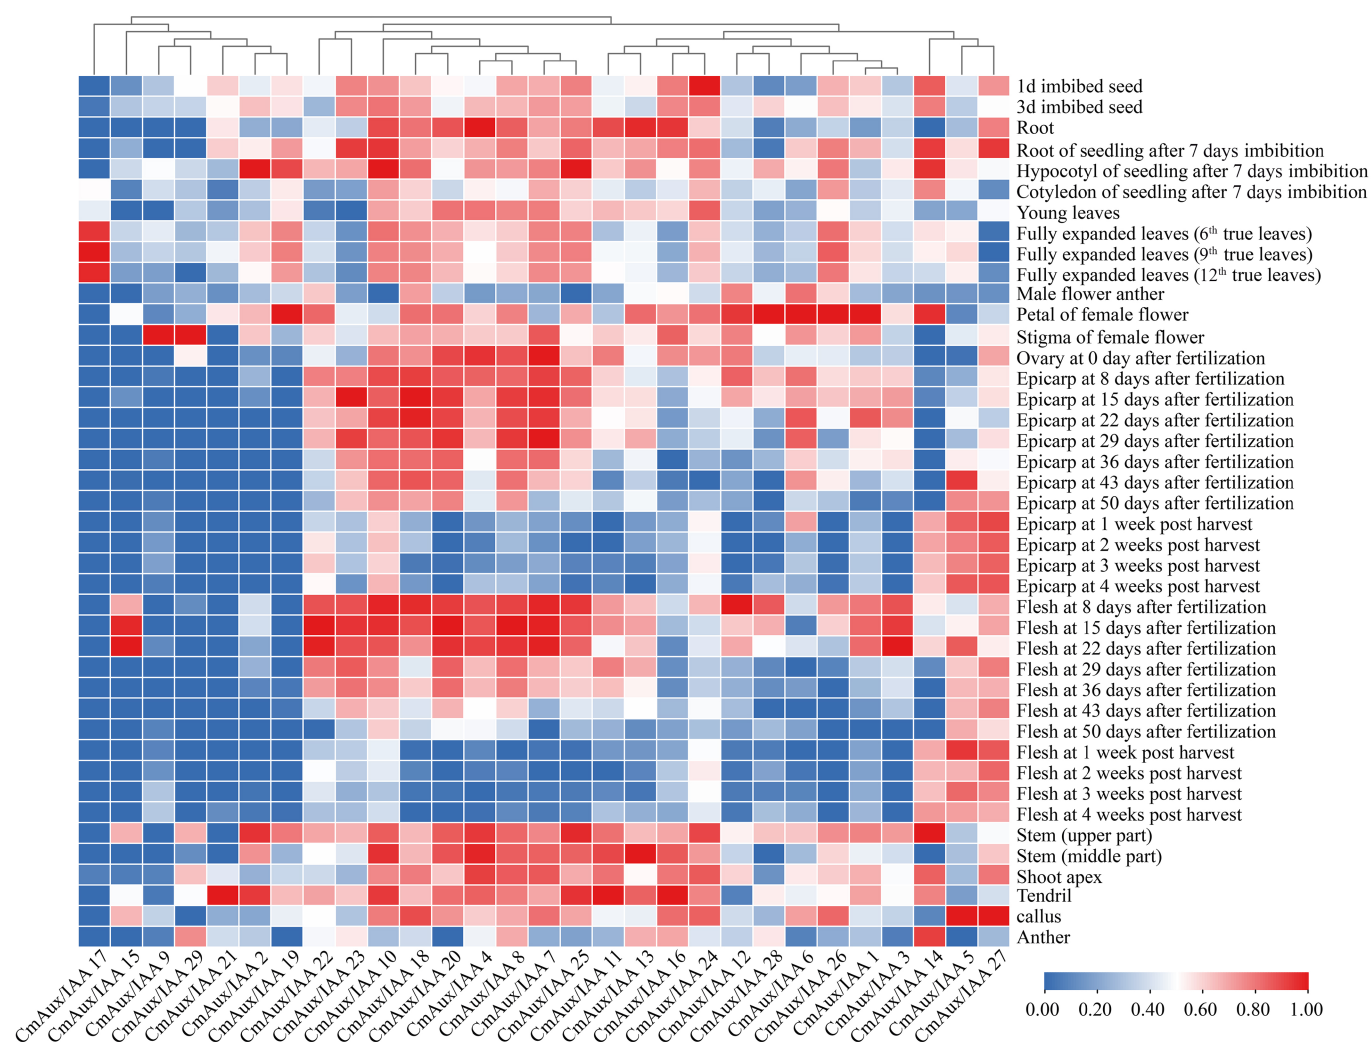 1d imbibed seed
3d imbibed seed
Root
Root of seedling after 7 days imbibition
Hypocotyl of seedling after 7 days imbibition
Cotyledon of seedling after 7 days imbibition
Young leaves
Fully expanded leaves (6th true leaves)
Fully expanded leaves (9th true leaves)
Fully expanded leaves (12th true leaves)
Male flower anther
Petal of female flower
Stigma of female flower
Ovary at 0 day after fertilization
Epicarp at 8 days after fertilization
Epicarp at 15 days after fertilization
Epicarp at 22 days after fertilization
Epicarp at 29 days after fertilization
Epicarp at 36 days after fertilization
Epicarp at 43 days after fertilization
Epicarp at 50 days after fertilization
Epicarp at 1 week post harvest
Epicarp at 2 weeks post harvest
Epicarp at 3 weeks post harvest
Epicarp at 4 weeks post harvest
Flesh at 8 days after fertilization
Flesh at 15 days after fertilization
Flesh at 22 days after fertilization
Flesh at 29 days after fertilization
Flesh at 36 days after fertilization
Flesh at 43 days after fertilization
Flesh at 50 days after fertilization
Flesh at 1 week post harvest
Flesh at 2 weeks post harvest
Flesh at 3 weeks post harvest
Flesh at 4 weeks post harvest
Stem (upper part)
Stem (middle part)
Shoot apex
Tendril
callus
Anther
CmAux/IAA 17
CmAux/IAA 15
CmAux/IAA 9
CmAux/IAA 29
CmAux/IAA 21
CmAux/IAA 2
CmAux/IAA 19
CmAux/IAA 22
CmAux/IAA 23
CmAux/IAA 10
CmAux/IAA 18
CmAux/IAA 20
CmAux/IAA 4
CmAux/IAA 8
CmAux/IAA 7
CmAux/IAA 25
CmAux/IAA 11
CmAux/IAA 13
CmAux/IAA 16
CmAux/IAA 24
CmAux/IAA 12
CmAux/IAA 28
CmAux/IAA 6
CmAux/IAA 26
CmAux/IAA 1
CmAux/IAA 3
CmAux/IAA 14
CmAux/IAA 5
CmAux/IAA 27
0.00 0.20 0.40 0.60 0.80 1.00